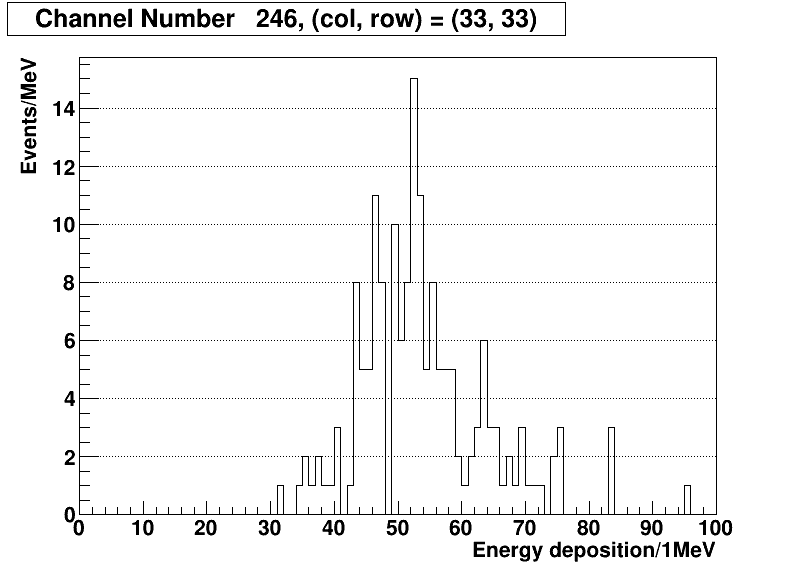 Channel Number 246, (col, row) = (33, 33)
Events/MeV
14
12
10
8
6
4
2
0
0 10 20 30 40 50 60 70 80 90 100
Energy deposition/1MeV